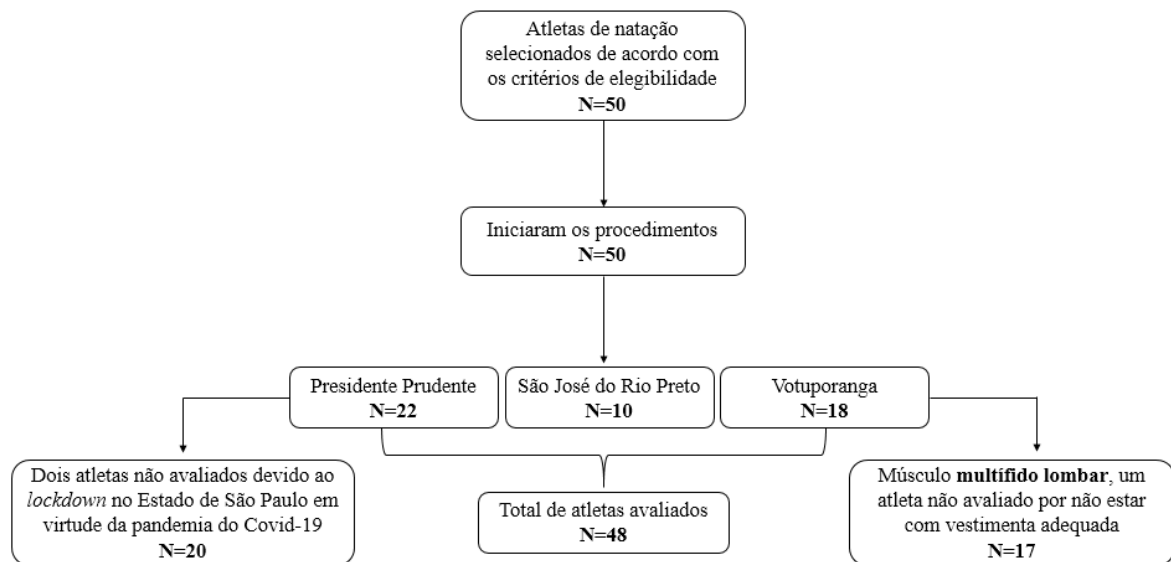 Atletas de natação
selecionados de acordo com
os critérios de elegibilidade
N=50
Iniciaram os procedimentos
N=50
Presidente Prudente
N=22
São José do Rio Preto
N=10
Votuporanga
N=18
Dois atletas não avaliados devido ao
lockdown no Estado de São Paulo em
virtude da pandemia do Covid-19
N=20
Total de atletas avaliados
N=48
Músculo multífido lombar, um
atleta não avaliado por não estar
com vestimenta adequada
N=17